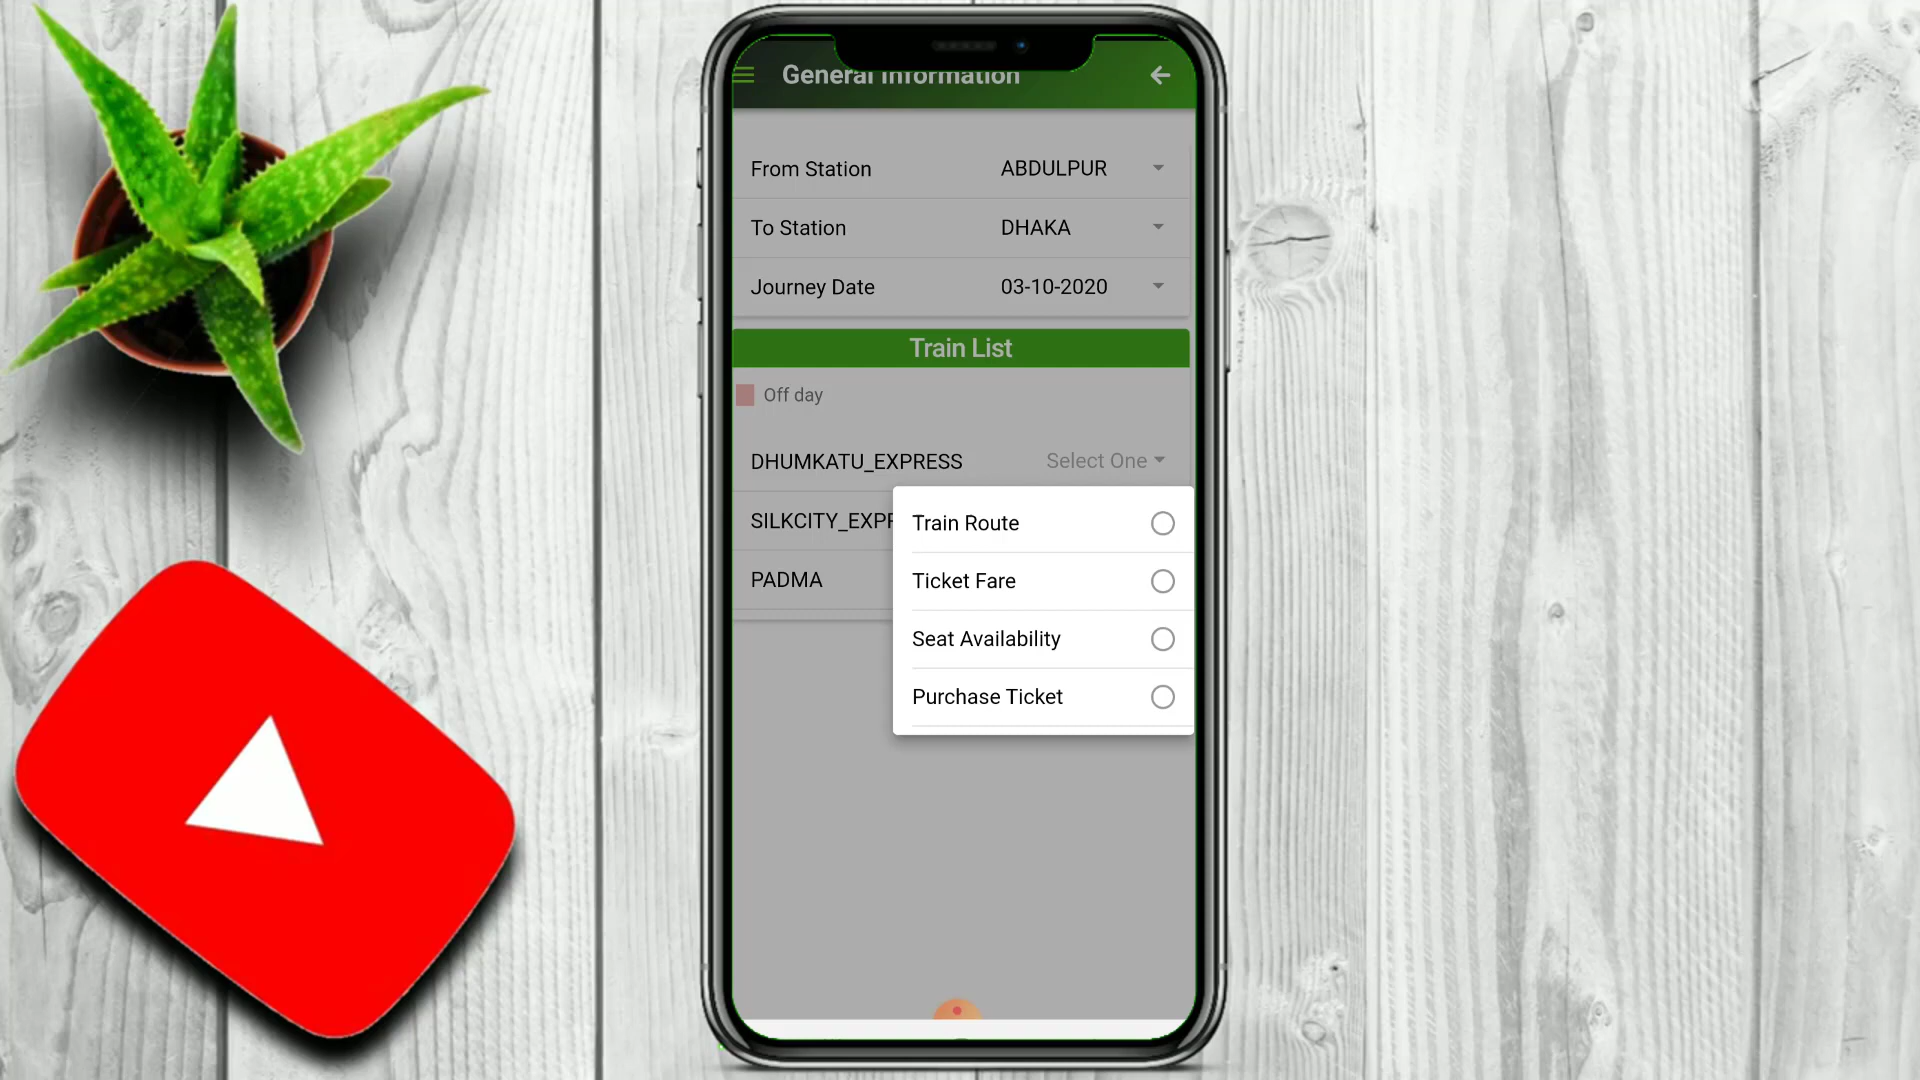 General Information
From Station ABDULPUR
To Station DHAKA
Journey Date 03-10-2020
Train List
Off day
DHUMKATU_EXPRESS Select One
SILKCITY_EXPR
PADMA
Train Route
Ticket Fare
Seat Availability
Purchase Ticket